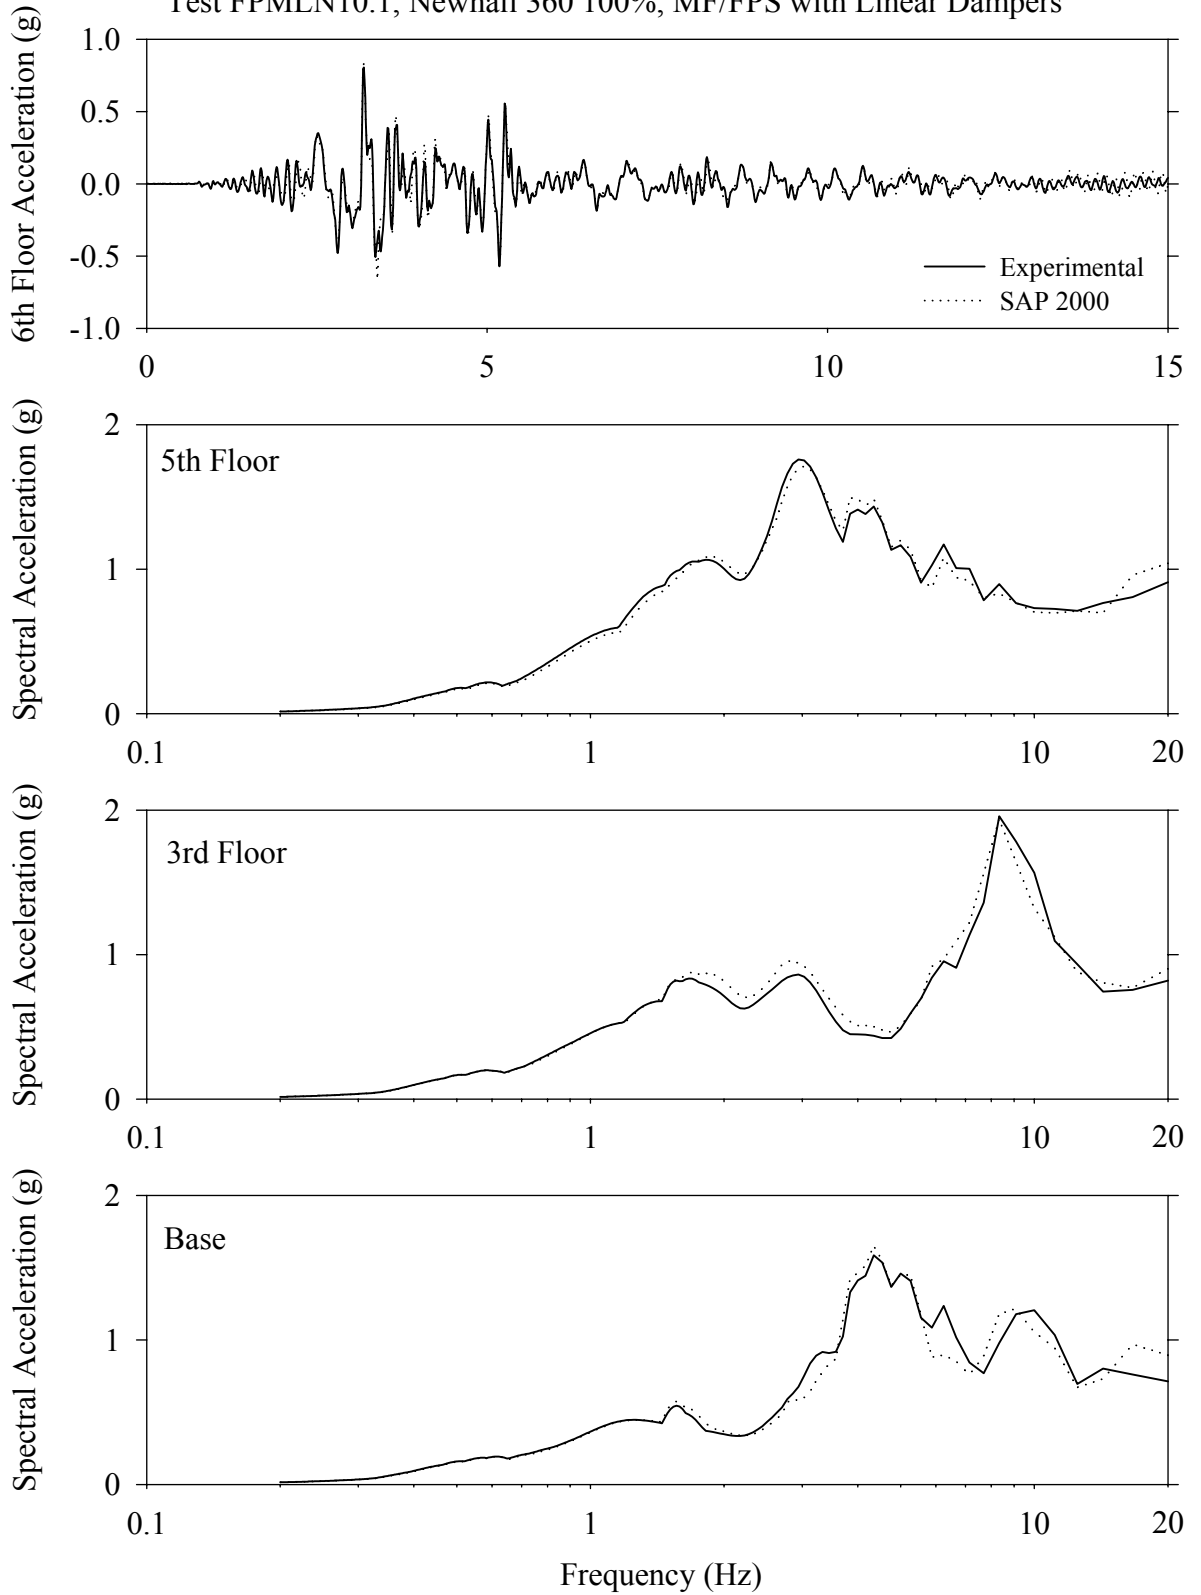 Test FPMLN10.1, Newhall 360 100%, MF/FPS with Linear Dampers
6th Floor Acceleration (g)
1.0
0.5
0.0
-0.5
-1.0
Experimental
SAP 2000
0 5 10 15
Spectral Acceleration (g)
2
1
0
5th Floor
0.1 1 10 20
Spectral Acceleration (g)
2
1
0
3rd Floor
0.1 1 10 20
Spectral Acceleration (g)
2
1
0
Base
0.1 1 10 20
Frequency (Hz)